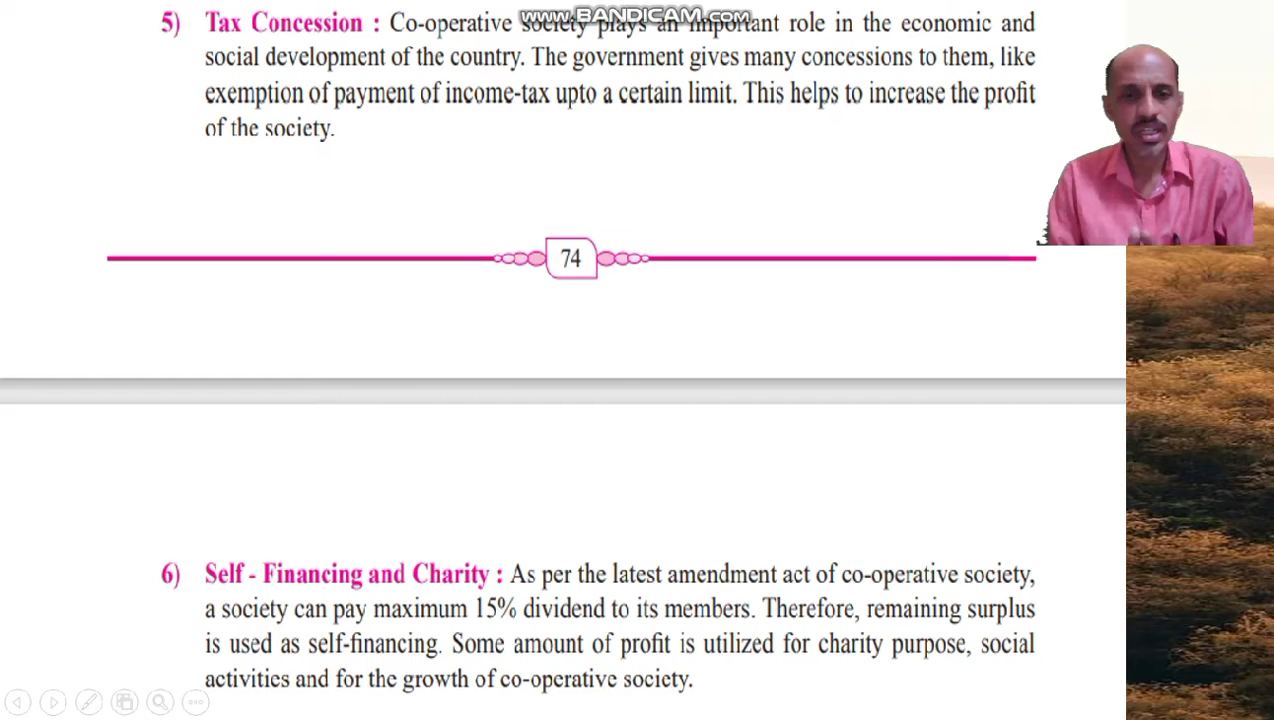 www.BANDICAM.com
5) Tax Concession : Co-operative society plays an important role in the economic and
social development of the country. The government gives many concessions to them, like
exemption of payment of income-tax upto a certain limit. This helps to increase the profit
of the society.
74
6) Self - Financing and Charity : As per the latest amendment act of co-operative society,
a society can pay maximum 15% dividend to its members. Therefore, remaining surplus
is used as self-financing. Some amount of profit is utilized for charity purpose, social
activities and for the growth of co-operative society.